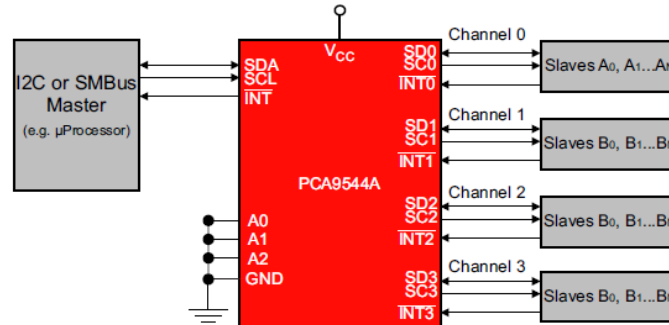 I2C or SMBus
Master
(e.g. µProcessor)
SDA
SCL
INT
A0
A1
A2
GND
VCC
PCA9544A
SD0
SC0
INT0
SD1
SC1
INT1
SD2
SC2
INT2
SD3
SC3
INT3
Channel 0
Slaves A0, A1...
Channel 1
Slaves B0, B1...
Channel 2
Slaves B0, B1...
Channel 3
Slaves B0, B1...